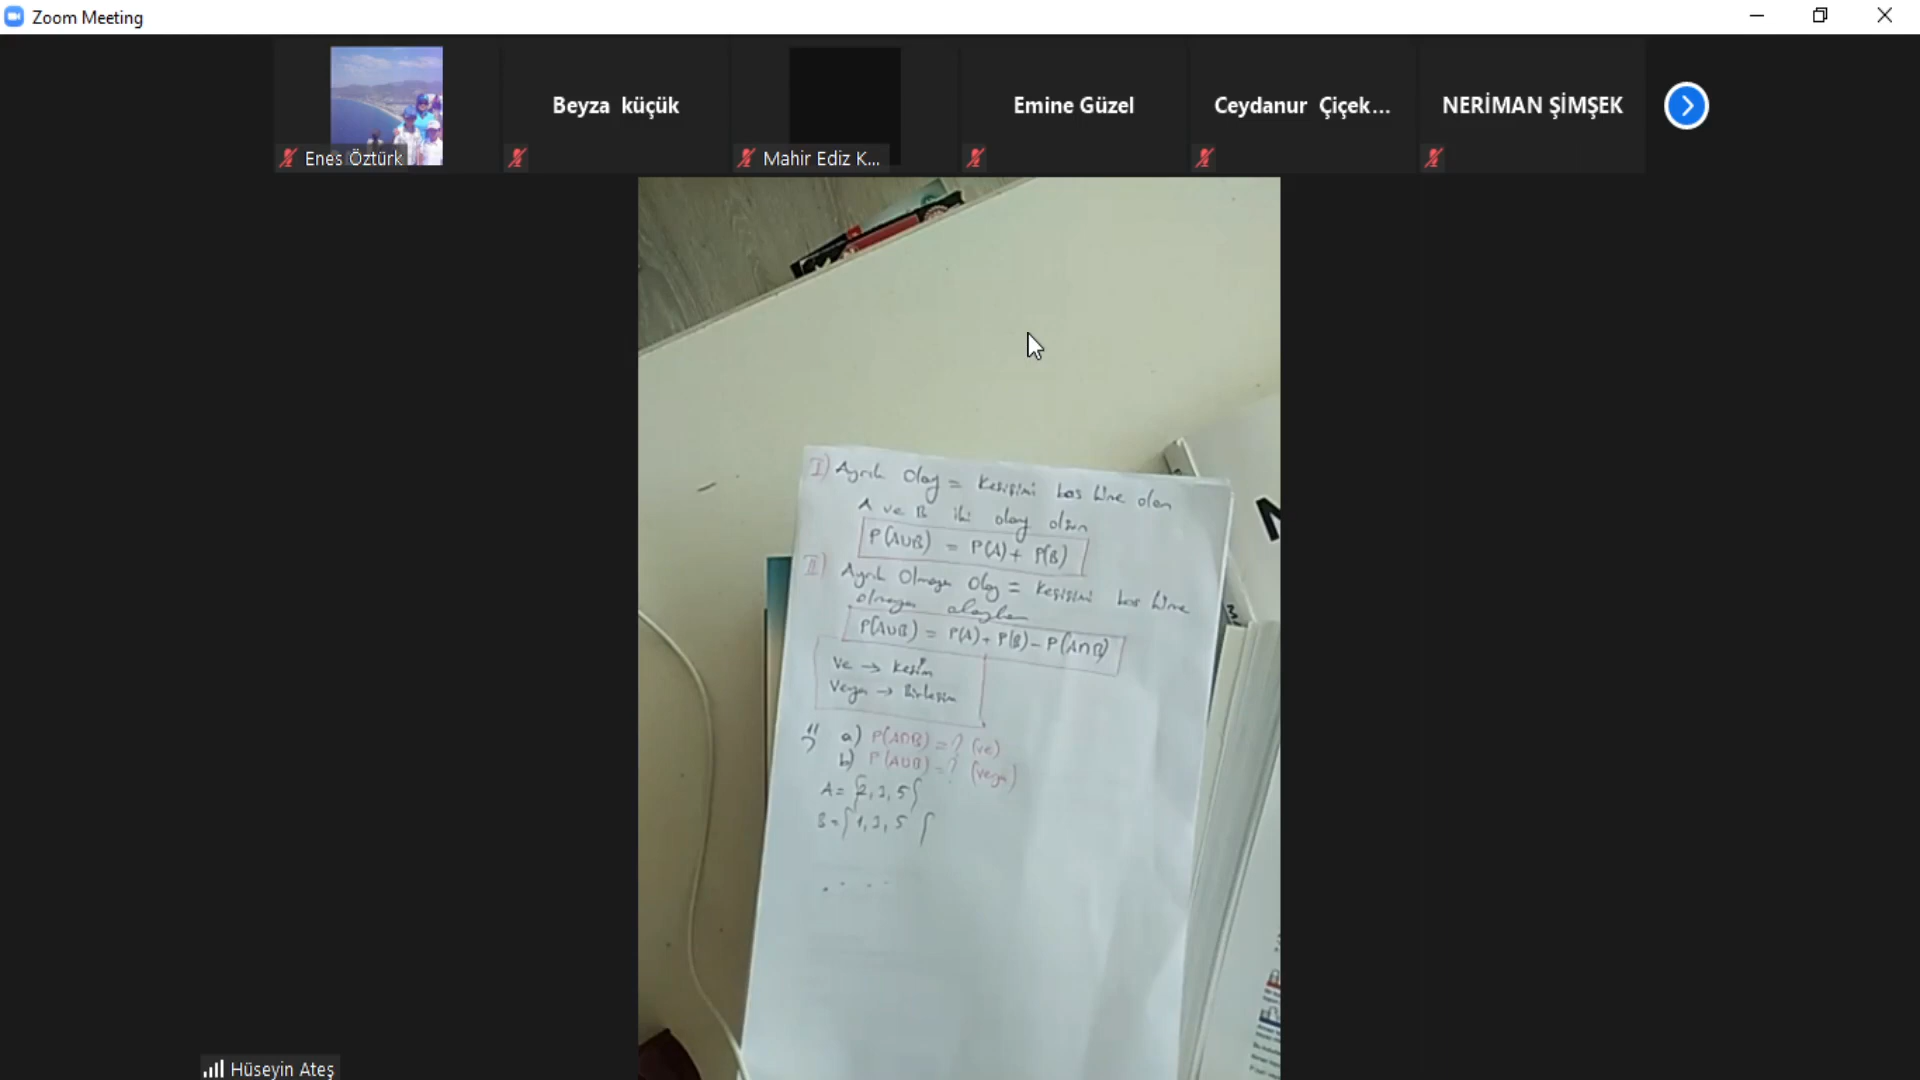 Zoom Meeting
Enes Öztürk
Beyza küçük
Mahir Ediz K...
Emine Güzel
Ceydanur Çiçek...
NERİMAN ŞİMŞEK
I) Ayrık Olay = Kesişimi boş küme olan
A ve B iki olay olsun
P(A∪B) = P(A) + P(B)
II) Ayrık Olmayan Olay = Kesişimi boş küme
olmayan olaylar
P(A∪B) = P(A) + P(B) - P(A∩B)
Ve → Kesişim
Veya → Birleşim
a) P(A∩B) = ? (ve)
b) P(A∪B) = ? (veya)
A = {2, 3, 5}
B = {1, 3, 5}
Hüseyin Ateş